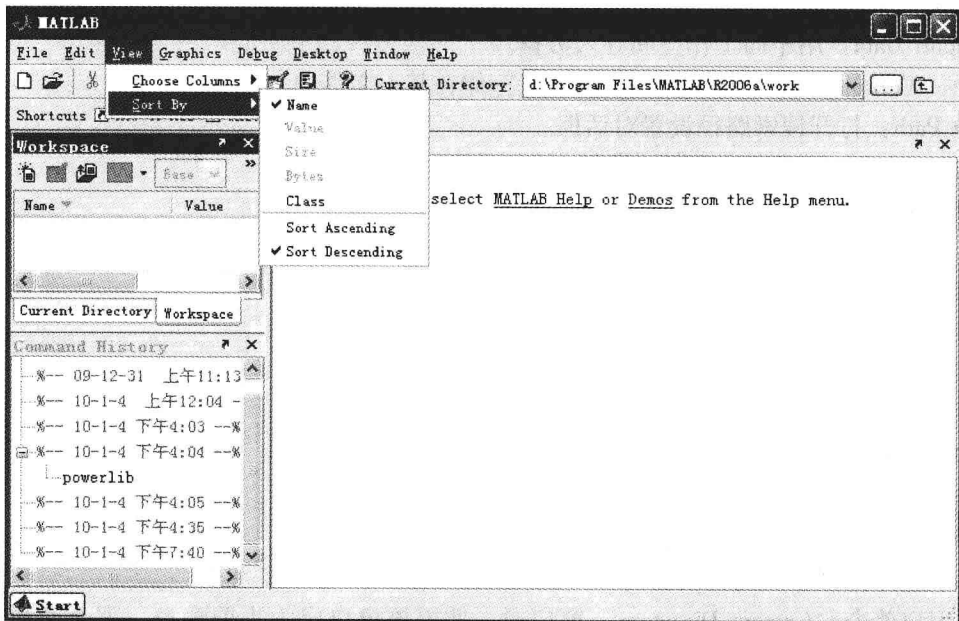 MATLAB
File Edit View Graphics Debug Desktop Window Help
Choose Columns
Current Directory: d:\Program Files\MATLAB\R2006a\work ...
Sort By
Name
Value
Size
Bytes
Class
Sort Ascending
Sort Descending
Shortcuts
Workspace
Base
Name Value
select MATLAB Help or Demos from the Help menu.
Current Directory Workspace
Command History
%-- 09-12-31 上午11:13
%-- 10-1-4 上午12:04 -
%-- 10-1-4 下午4:03 --%
%-- 10-1-4 下午4:04 --%
powerlib
%-- 10-1-4 下午4:05 --%
%-- 10-1-4 下午4:35 --%
%-- 10-1-4 下午7:40 --%
Start